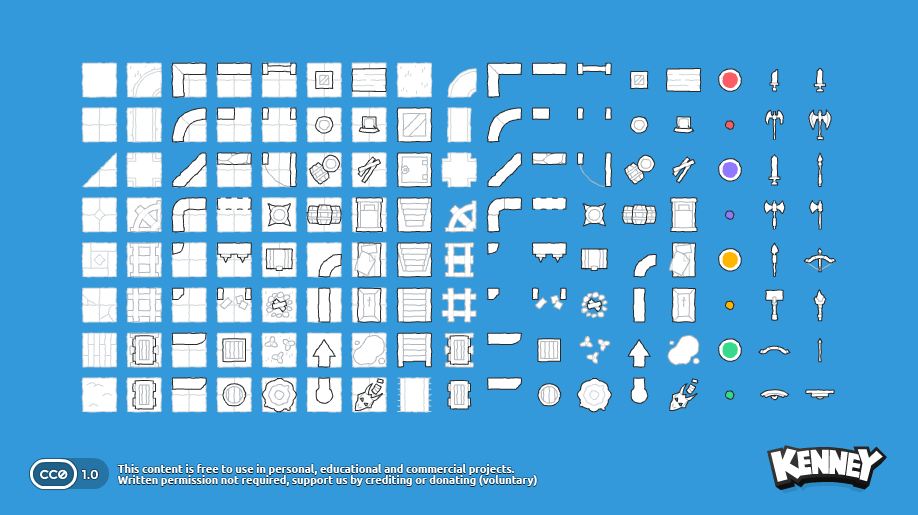 CC0 1.0
This content is free to use in personal, educational and commercial projects.
Written permission not required, support us by crediting or donating (voluntary)
KENNEY